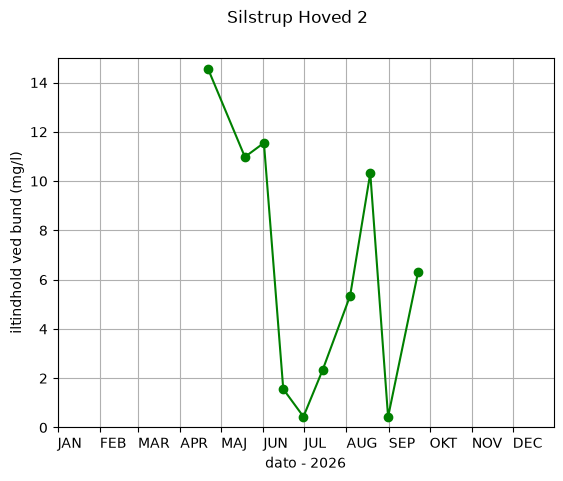 Silstrup Hoved 2
iltindhold ved bund (mg/l)
14
12
10
8
6
4
2
0
JAN FEB MAR APR MAJ JUN JUL AUG SEP OKT NOV DEC
dato - 2026